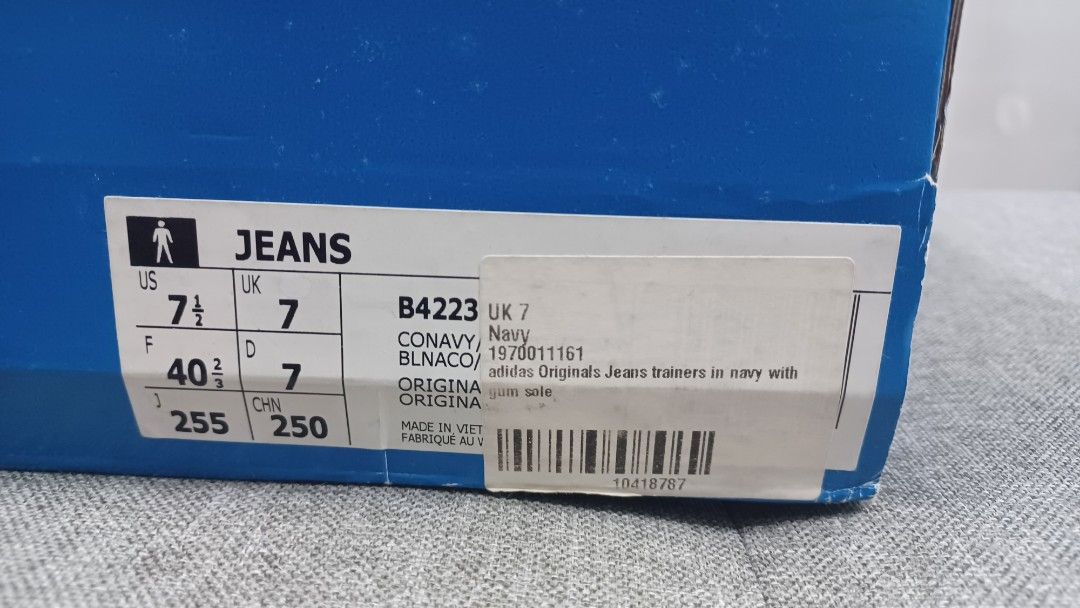 JEANS
US 7½ UK 7
F 40⅔ D 7
J 255 CHN 250
B4223
CONAVY/
BLNACO/
ORIGINA
ORIGINA
MADE IN VIET
FABRIQUÉ AU V
UK 7
Navy
1970011161
adidas Originals Jeans trainers in navy with
gum sole
10418787